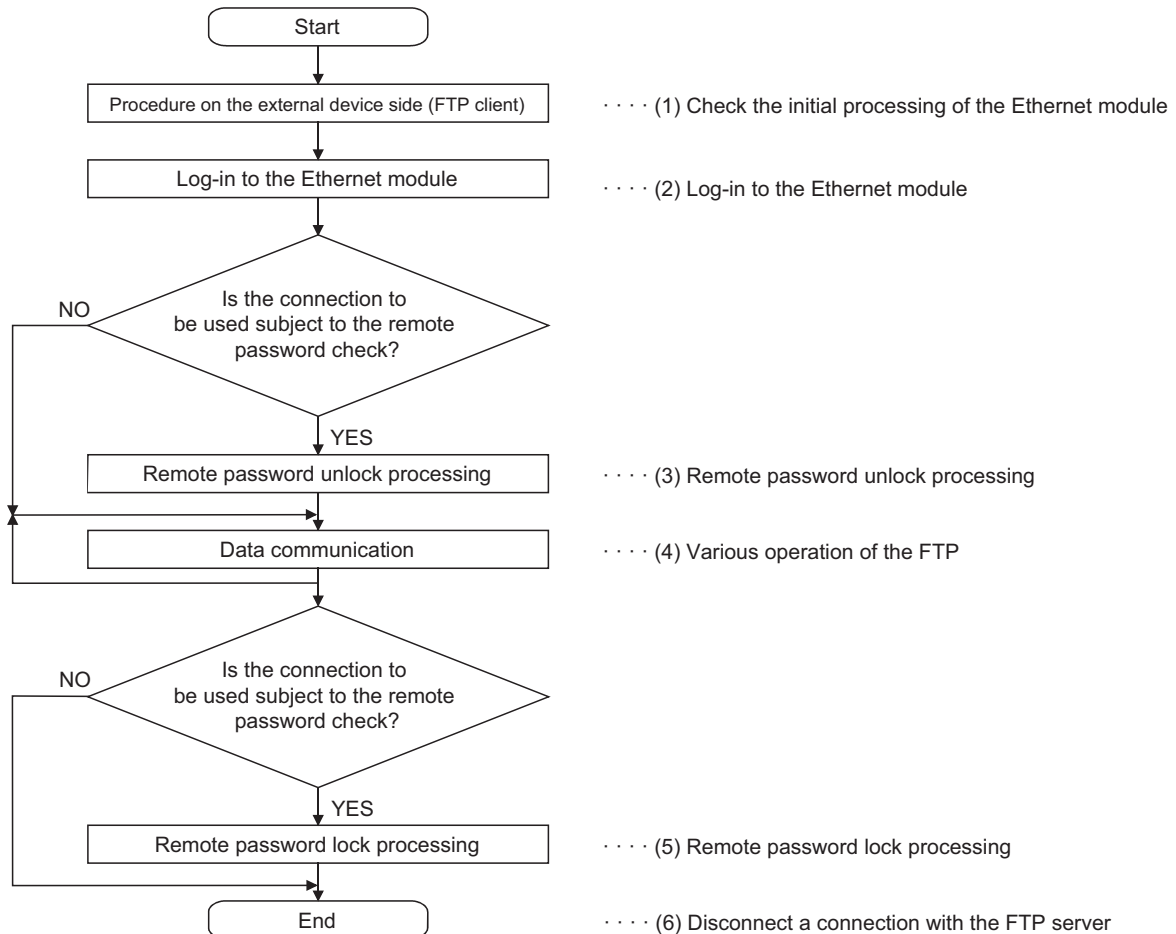 Start
Procedure on the external device side (FTP client)
· · · · (1) Check the initial processing of the Ethernet module
Log-in to the Ethernet module
· · · · (2) Log-in to the Ethernet module
Is the connection to
be used subject to the remote
password check?
NO
YES
Remote password unlock processing
· · · · (3) Remote password unlock processing
Data communication
· · · · (4) Various operation of the FTP
Is the connection to
be used subject to the remote
password check?
NO
YES
Remote password lock processing
· · · · (5) Remote password lock processing
End
· · · · (6) Disconnect a connection with the FTP server